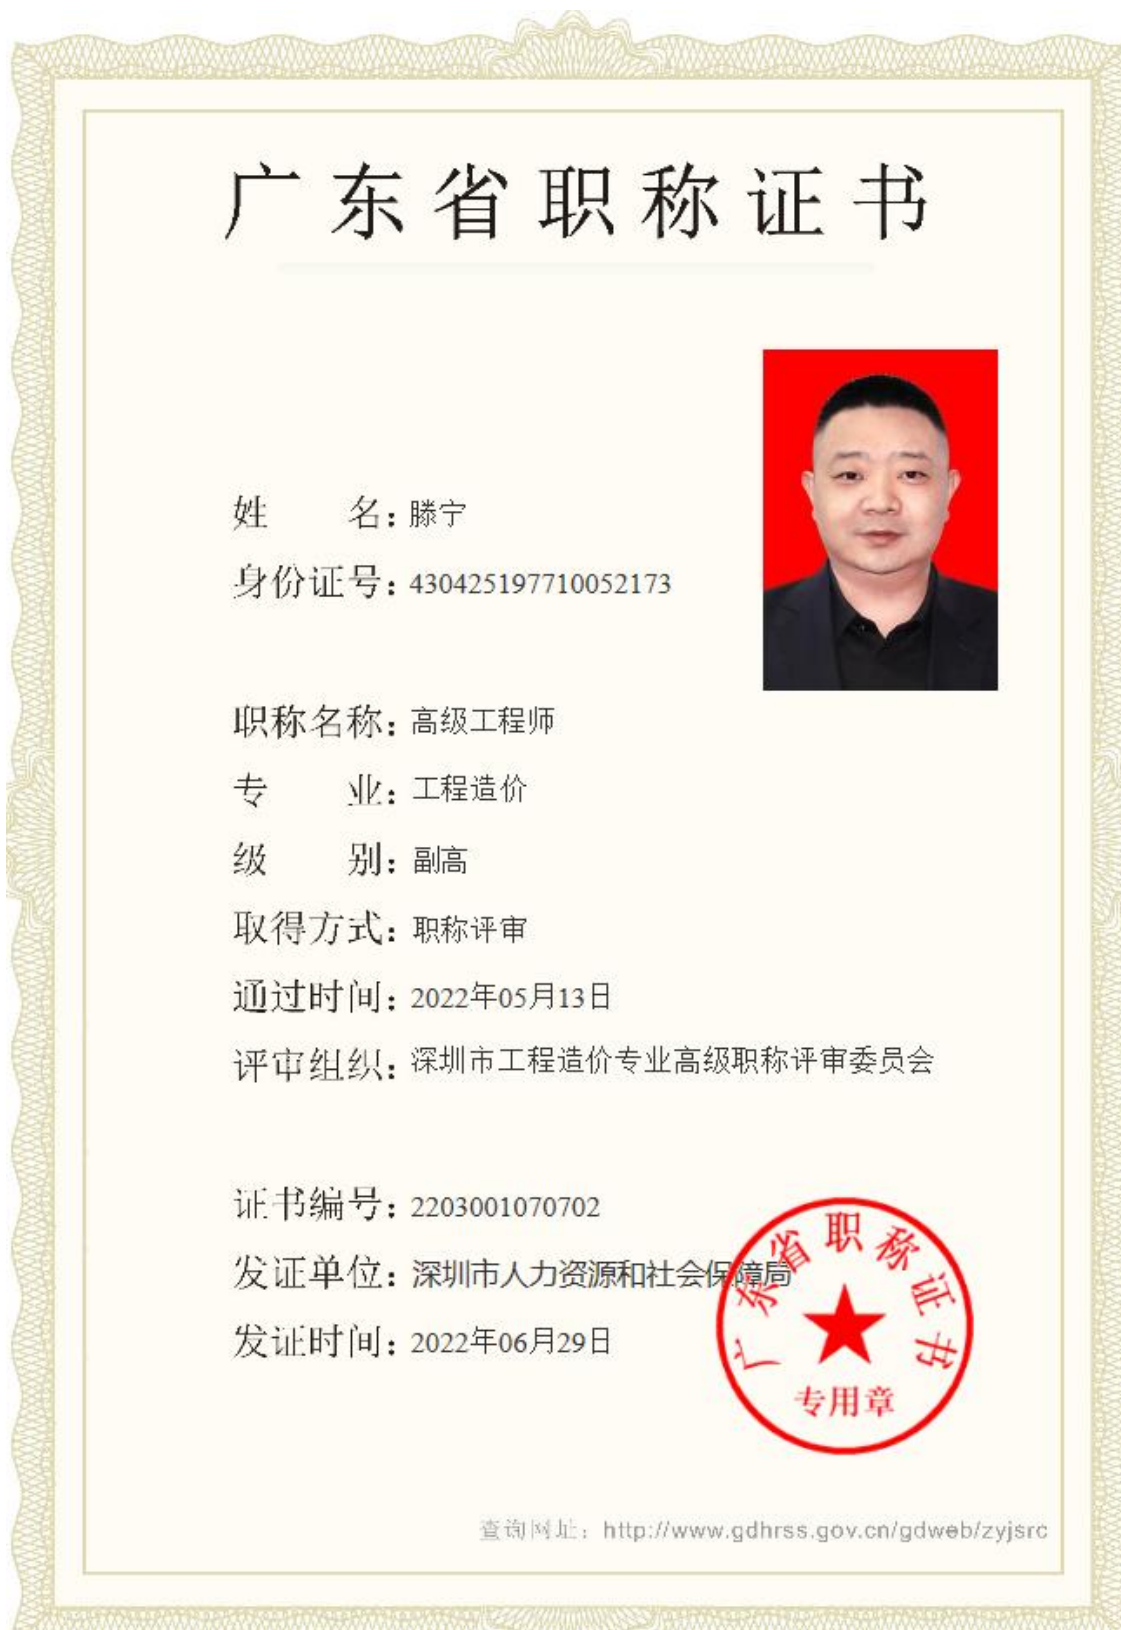 广东省职称证书
姓 名：滕宁
身份证号：430425197710052173
职称名称：高级工程师
专 业：工程造价
级 别：副高
取得方式：职称评审
通过时间：2022年05月13日
评审组织：深圳市工程造价专业高级职称评审委员会
证书编号：2203001070702
发证单位：深圳市人力资源和社会保障局
发证时间：2022年06月29日
广东省职称证书
专用章
查询网址：http://www.gdhrss.gov.cn/gdweb/zyjsrc